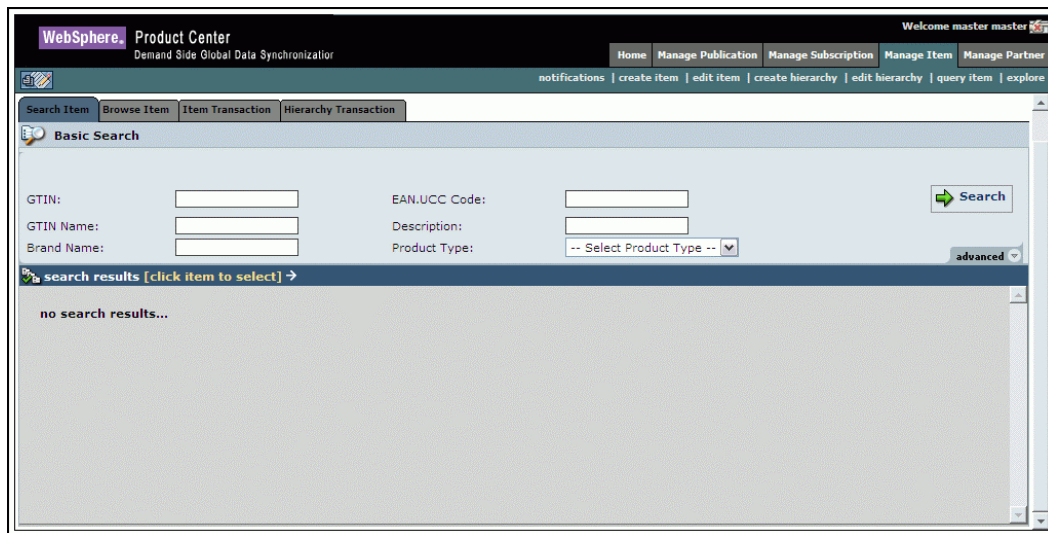 Welcome master master
WebSphere. Product Center
Demand Side Global Data Synchronization
Home Manage Publication Manage Subscription Manage Item Manage Partner
notifications | create item | edit item | create hierarchy | edit hierarchy | query item | explore
Search Item Browse Item Item Transaction Hierarchy Transaction
Basic Search
GTIN: EAN.UCC Code: Search
GTIN Name: Description:
Brand Name: Product Type: -- Select Product Type --
advanced
search results [click item to select] →
no search results...